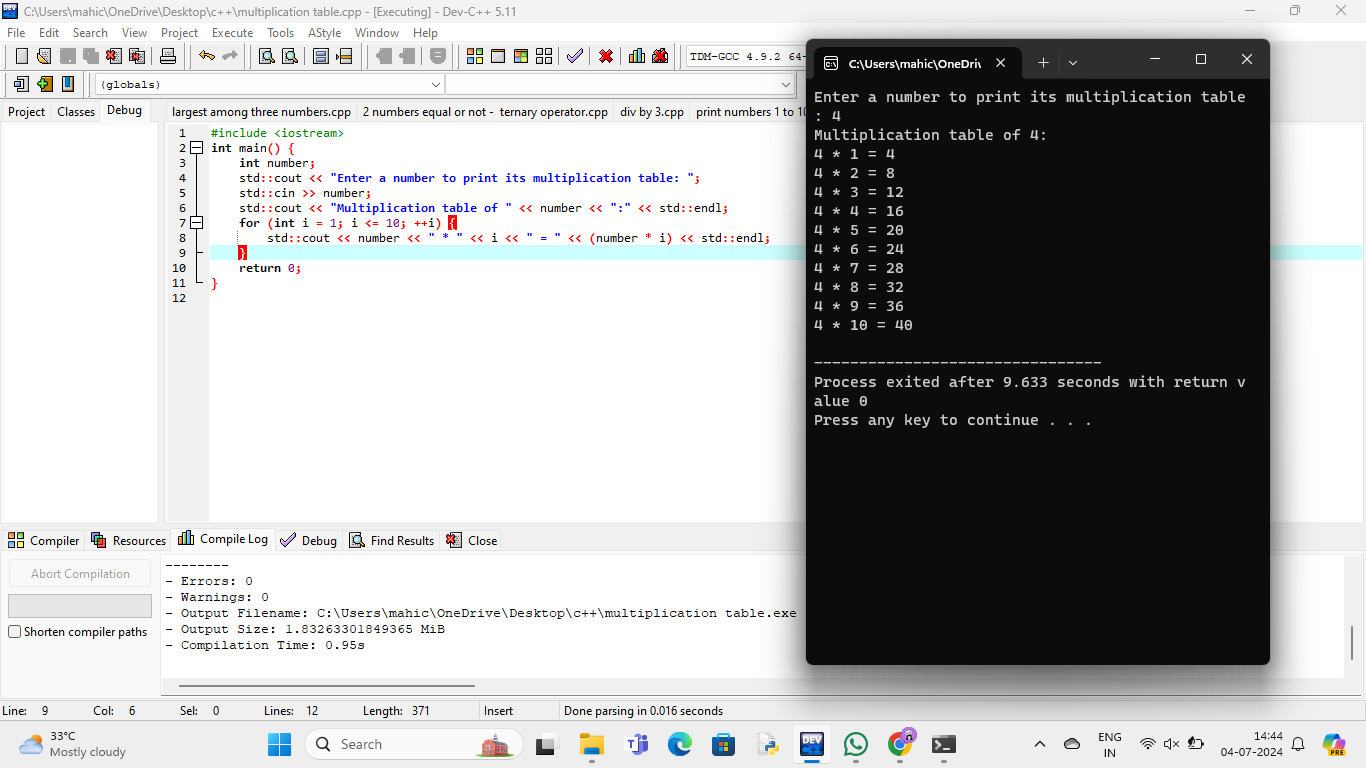 C:\Users\mahic\OneDrive\Desktop\c++\multiplication table.cpp - [Executing] - Dev-C++ 5.11
File Edit Search View Project Execute Tools AStyle Window Help
TDM-GCC 4.9.2 64-
(globals)
Project Classes Debug
largest among three numbers.cpp 2 numbers equal or not - ternary operator.cpp div by 3.cpp print numbers 1 to 10
1 #include <iostream>
2 int main() {
3 int number;
4 std::cout << "Enter a number to print its multiplication table: ";
5 std::cin >> number;
6 std::cout << "Multiplication table of " << number << ":" << std::endl;
7 for (int i = 1; i <= 10; ++i) {
8 std::cout << number << " * " << i << " = " << (number * i) << std::endl;
9 }
10 return 0;
11 }
12
C:\Users\mahic\OneDri
Enter a number to print its multiplication table
: 4
Multiplication table of 4:
4 * 1 = 4
4 * 2 = 8
4 * 3 = 12
4 * 4 = 16
4 * 5 = 20
4 * 6 = 24
4 * 7 = 28
4 * 8 = 32
4 * 9 = 36
4 * 10 = 40
--------------------------------
Process exited after 9.633 seconds with return v
alue 0
Press any key to continue . . .
Compiler Resources Compile Log Debug Find Results Close
Abort Compilation
Shorten compiler paths
--------
- Errors: 0
- Warnings: 0
- Output Filename: C:\Users\mahic\OneDrive\Desktop\c++\multiplication table.exe
- Output Size: 1.83263301849365 MiB
- Compilation Time: 0.95s
Line: 9 Col: 6 Sel: 0 Lines: 12 Length: 371 Insert Done parsing in 0.016 seconds
33°C
Mostly cloudy
Search
DEV
ENG
IN
14:44
04-07-2024
PRE